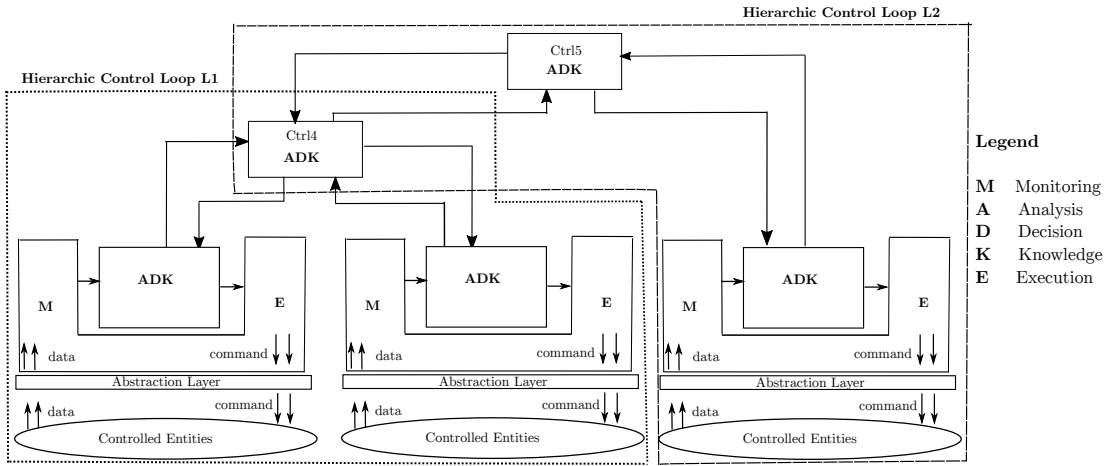 Hierarchic Control Loop L2
Ctrl5
ADK
Hierarchic Control Loop L1
Ctrl4
ADK
Legend
M Monitoring
A Analysis
D Decision
K Knowledge
E Execution
M
ADK
E
data
command
Abstraction Layer
data
command
Controlled Entities
M
ADK
E
data
command
Abstraction Layer
data
command
Controlled Entities
M
ADK
E
data
command
Abstraction Layer
data
command
Controlled Entities